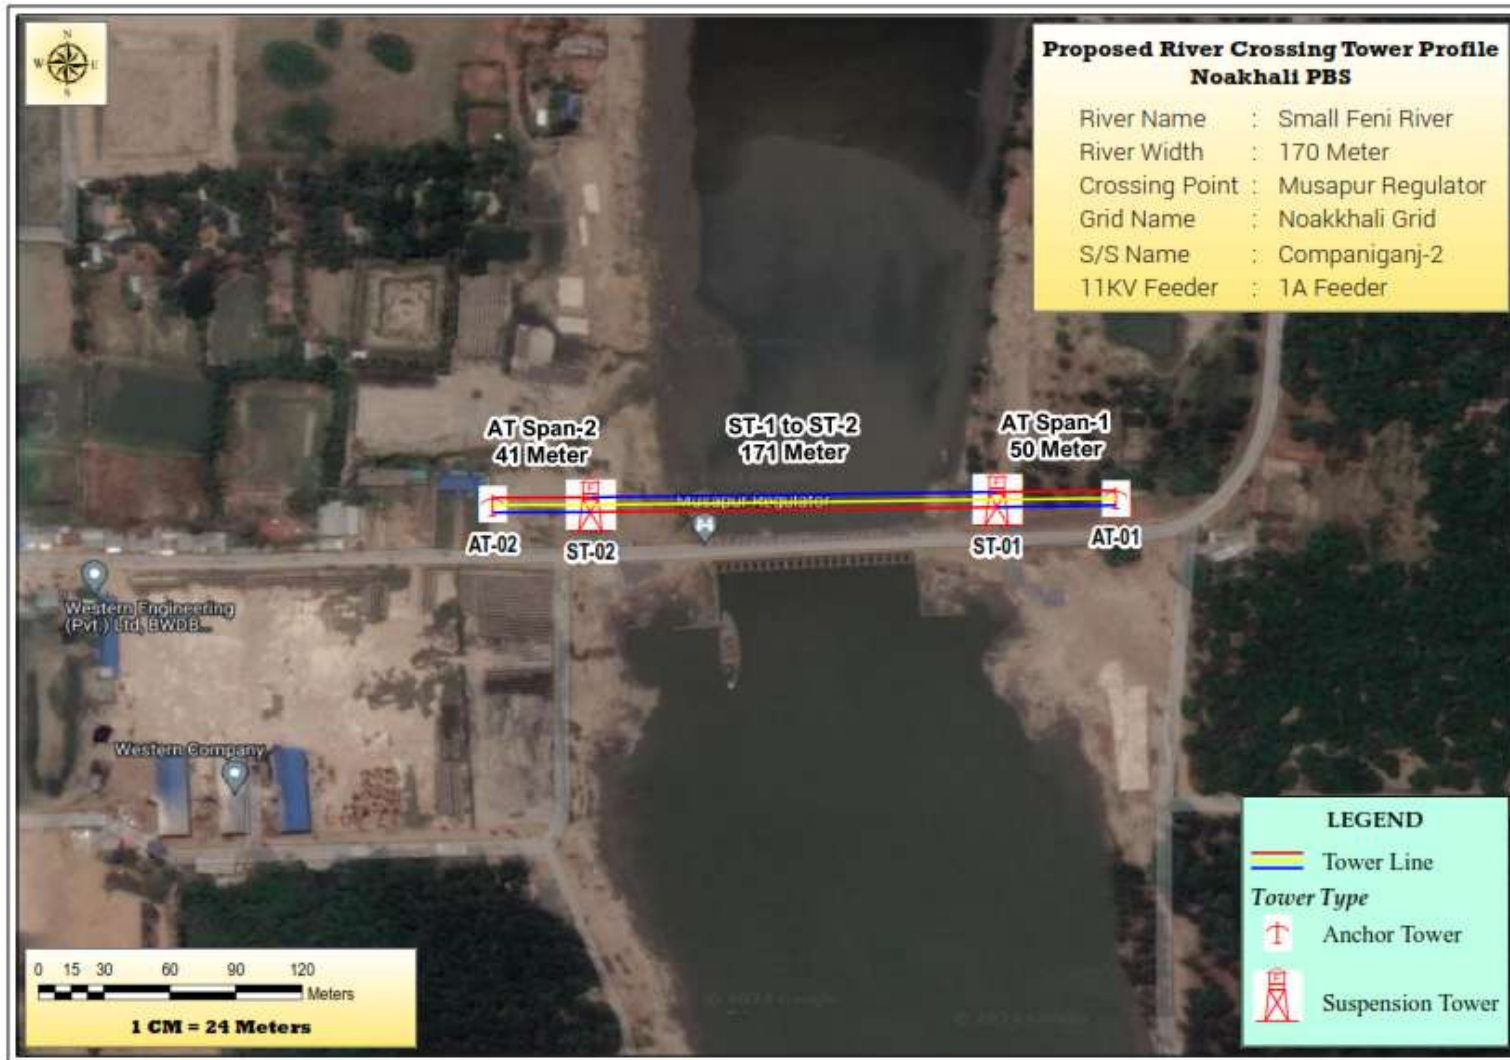 N
W E
S
Proposed River Crossing Tower Profile
Noakhali PBS
River Name : Small Feni River
River Width : 170 Meter
Crossing Point : Musapur Regulator
Grid Name : Noakkhali Grid
S/S Name : Companiganj-2
11KV Feeder : 1A Feeder
AT Span-2
41 Meter
ST-1 to ST-2
171 Meter
AT Span-1
50 Meter
Musapur Regulator
AT-02
ST-02
ST-01
AT-01
Western Engineering
(Pvt.) Ltd, BWDB...
Western Company
LEGEND
Tower Line
Tower Type
Anchor Tower
Suspension Tower
0 15 30 60 90 120
Meters
1 CM = 24 Meters